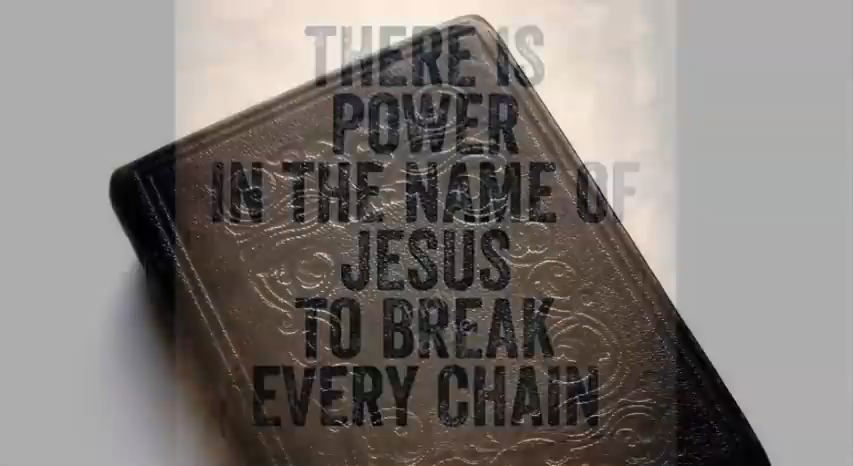 THERE IS
POWER
IN THE NAME OF
JESUS
TO BREAK
EVERY CHAIN